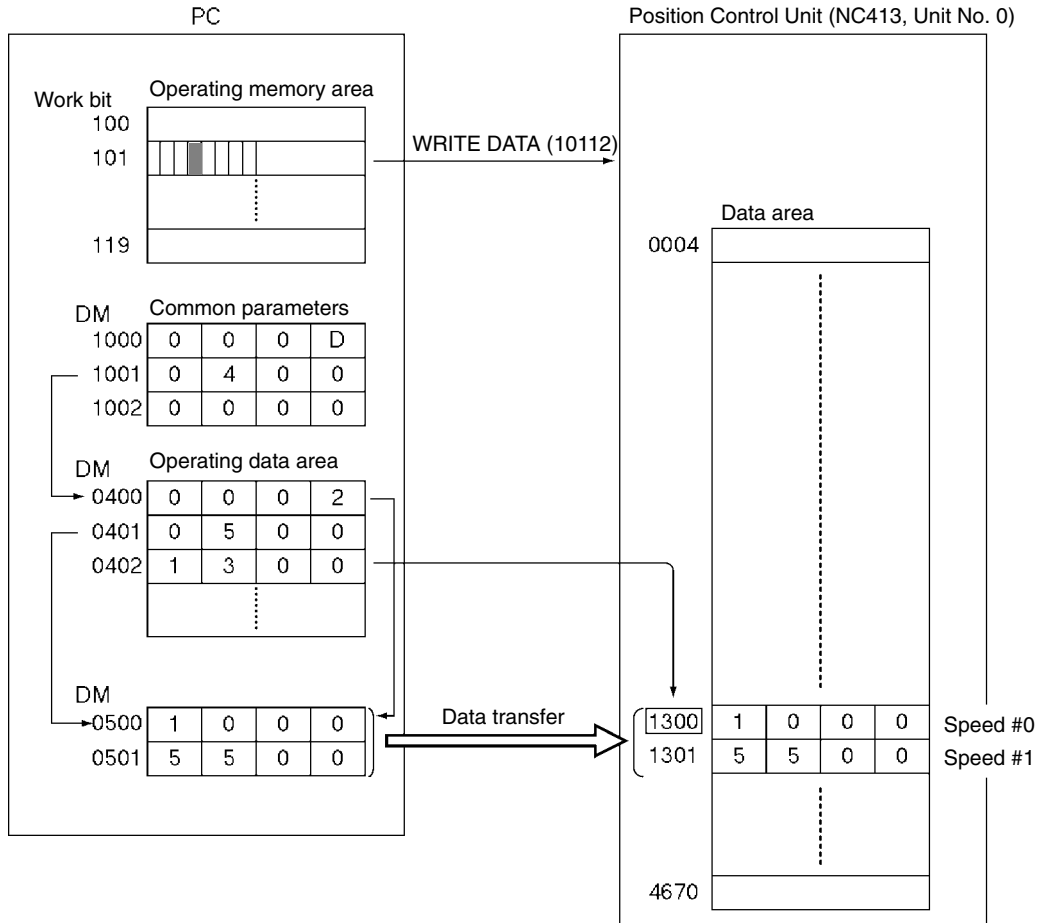 PC
Position Control Unit (NC413, Unit No. 0)
Work bit
Operating memory area
100
101
WRITE DATA (10112)
119
Data area
0004
DM
Common parameters
1000 0 0 0 D
1001 0 4 0 0
1002 0 0 0 0
DM
Operating data area
0400 0 0 0 2
0401 0 5 0 0
0402 1 3 0 0
DM
0500 1 0 0 0
0501 5 5 0 0
Data transfer
1300 1 0 0 0 Speed #0
1301 5 5 0 0 Speed #1
4670